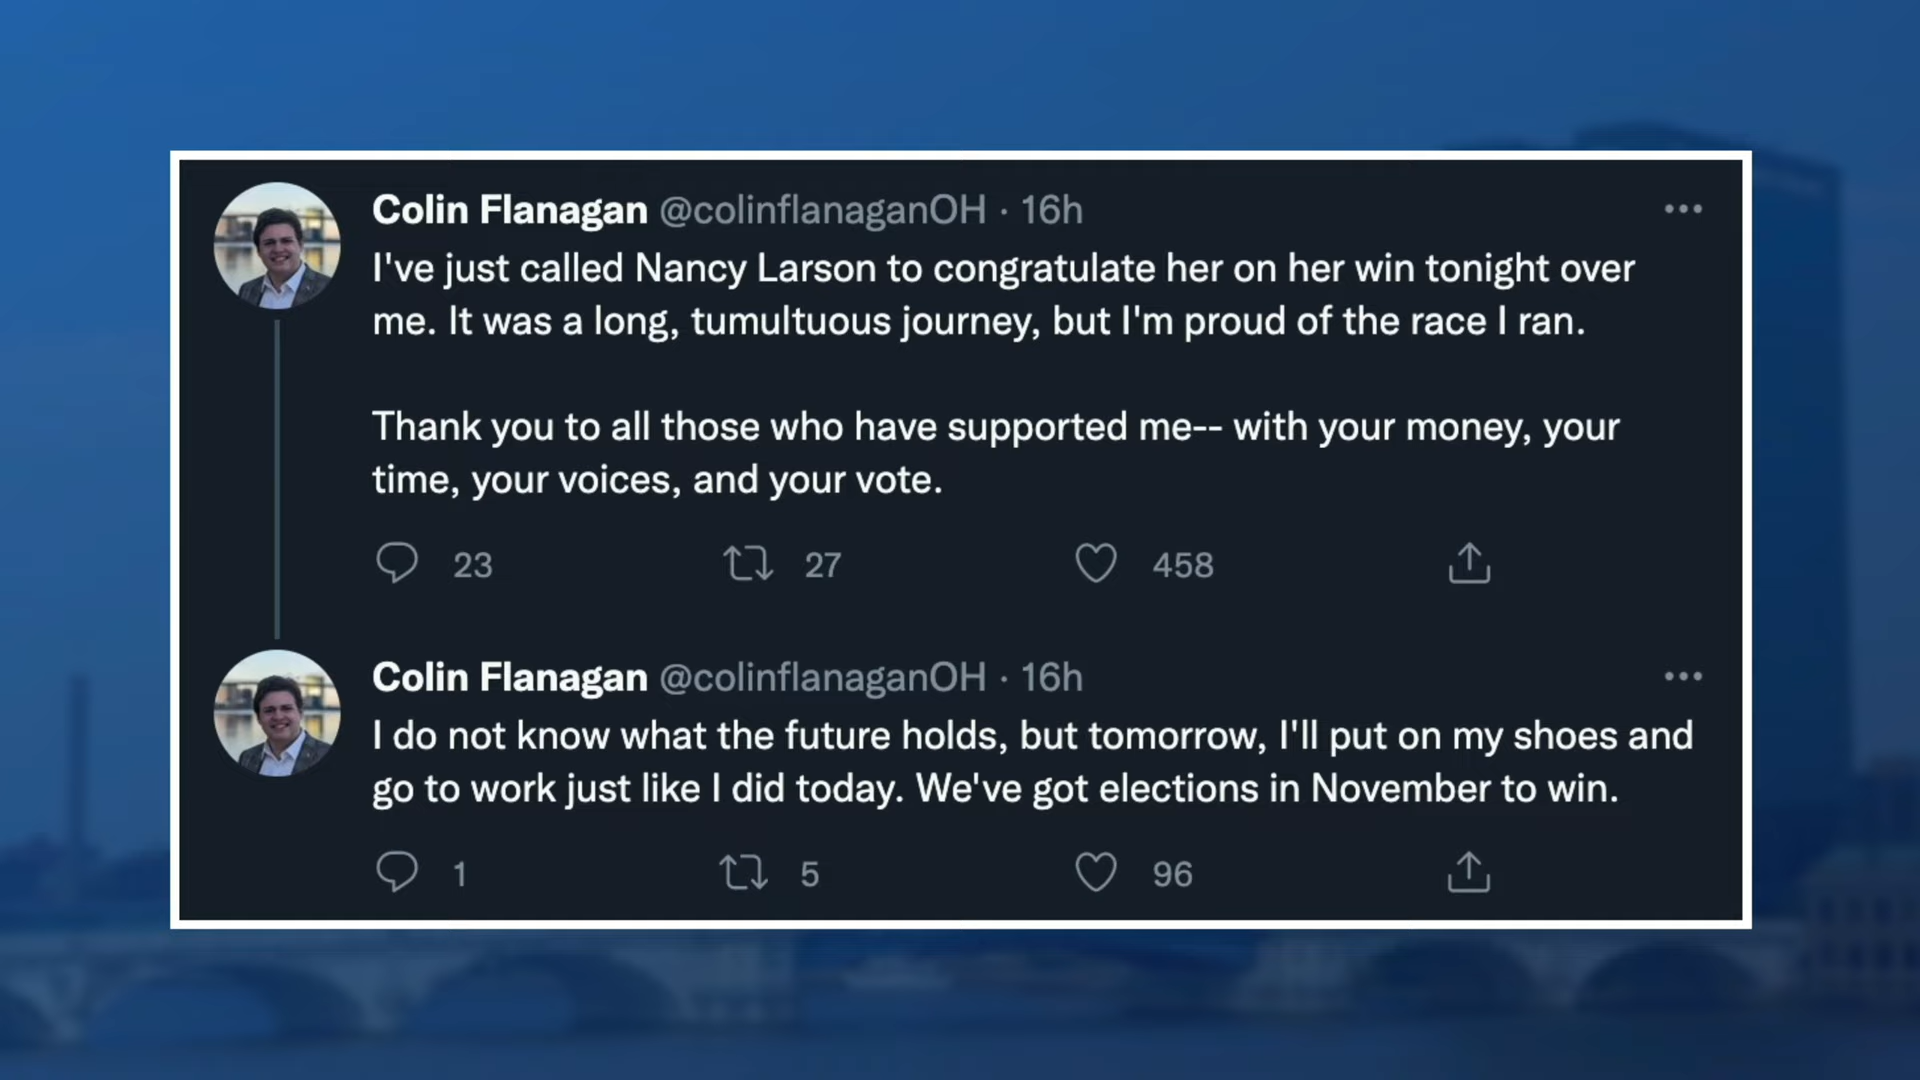 Colin Flanagan @colinflanaganOH · 16h
I've just called Nancy Larson to congratulate her on her win tonight over
me. It was a long, tumultuous journey, but I'm proud of the race I ran.
Thank you to all those who have supported me-- with your money, your
time, your voices, and your vote.
23 27 458
Colin Flanagan @colinflanaganOH · 16h
I do not know what the future holds, but tomorrow, I'll put on my shoes and
go to work just like I did today. We've got elections in November to win.
1 5 96